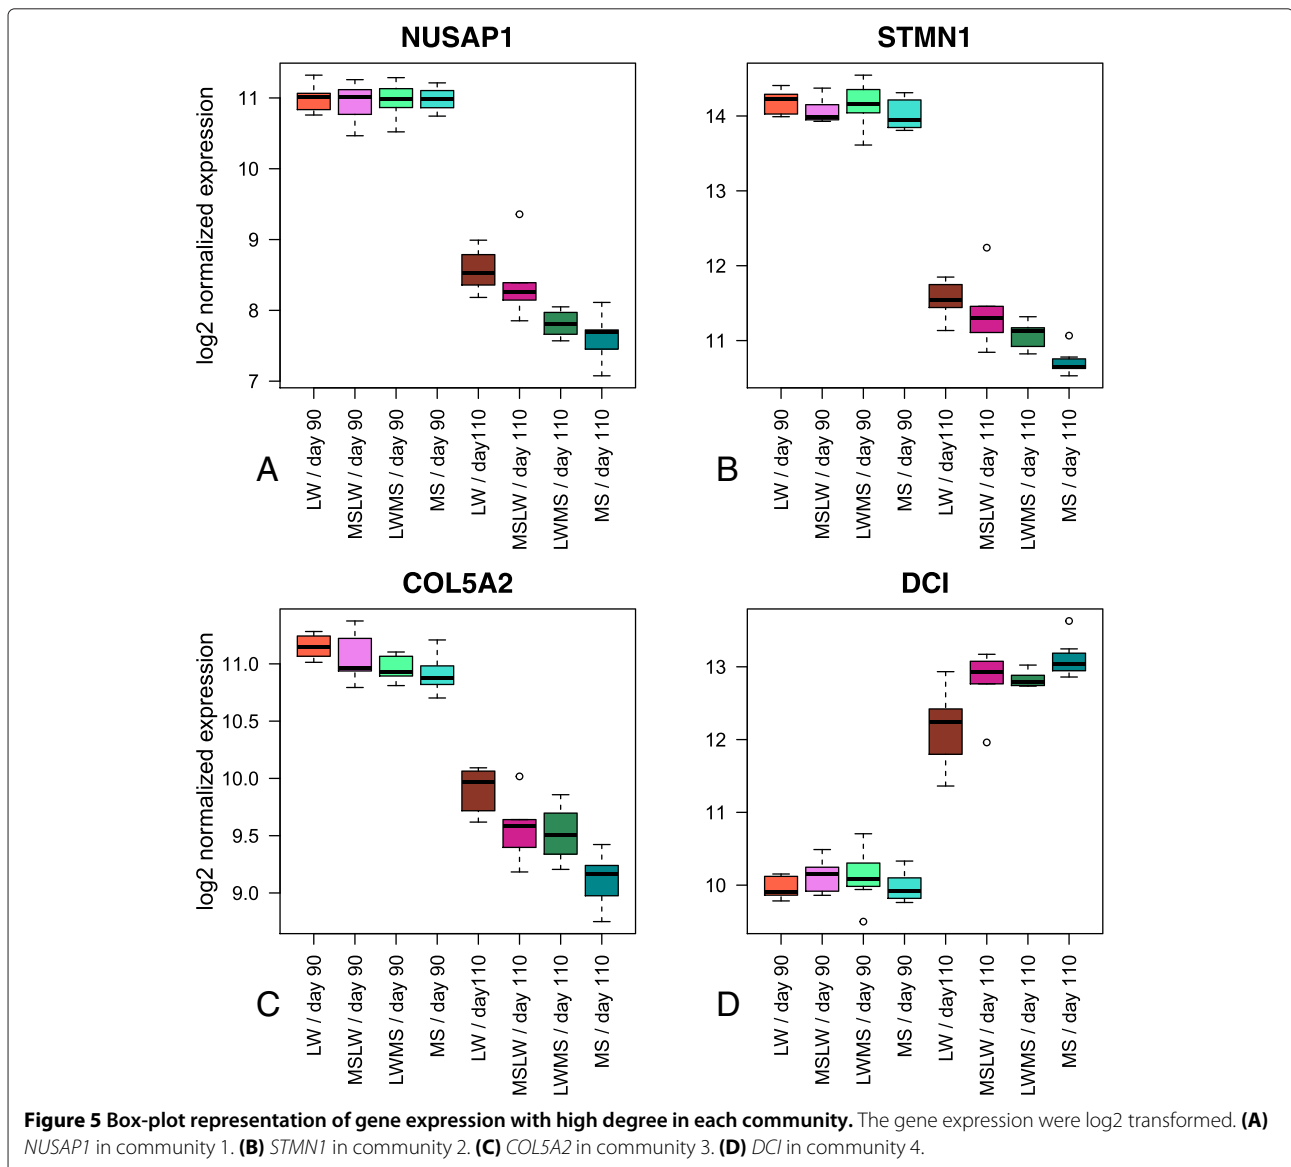 NUSAP1
log2 normalized expression
11
10
9
8
7
LW / day 90
MSLW / day 90
LWMS / day 90
MS / day 90
LW / day110
MSLW / day 110
LWMS / day 110
MS / day 110
A
STMN1
14
13
12
11
LW / day 90
MSLW / day 90
LWMS / day 90
MS / day 90
LW / day110
MSLW / day 110
LWMS / day 110
MS / day 110
B
COL5A2
log2 normalized expression
11.0
10.5
10.0
9.5
9.0
LW / day 90
MSLW / day 90
LWMS / day 90
MS / day 90
LW / day110
MSLW / day 110
LWMS / day 110
MS / day 110
C
DCI
13
12
11
10
LW / day 90
MSLW / day 90
LWMS / day 90
MS / day 90
LW / day110
MSLW / day 110
LWMS / day 110
MS / day 110
D
Figure 5 Box-plot representation of gene expression with high degree in each community. The gene expression were log2 transformed. (A)
NUSAP1 in community 1. (B) STMN1 in community 2. (C) COL5A2 in community 3. (D) DCI in community 4.